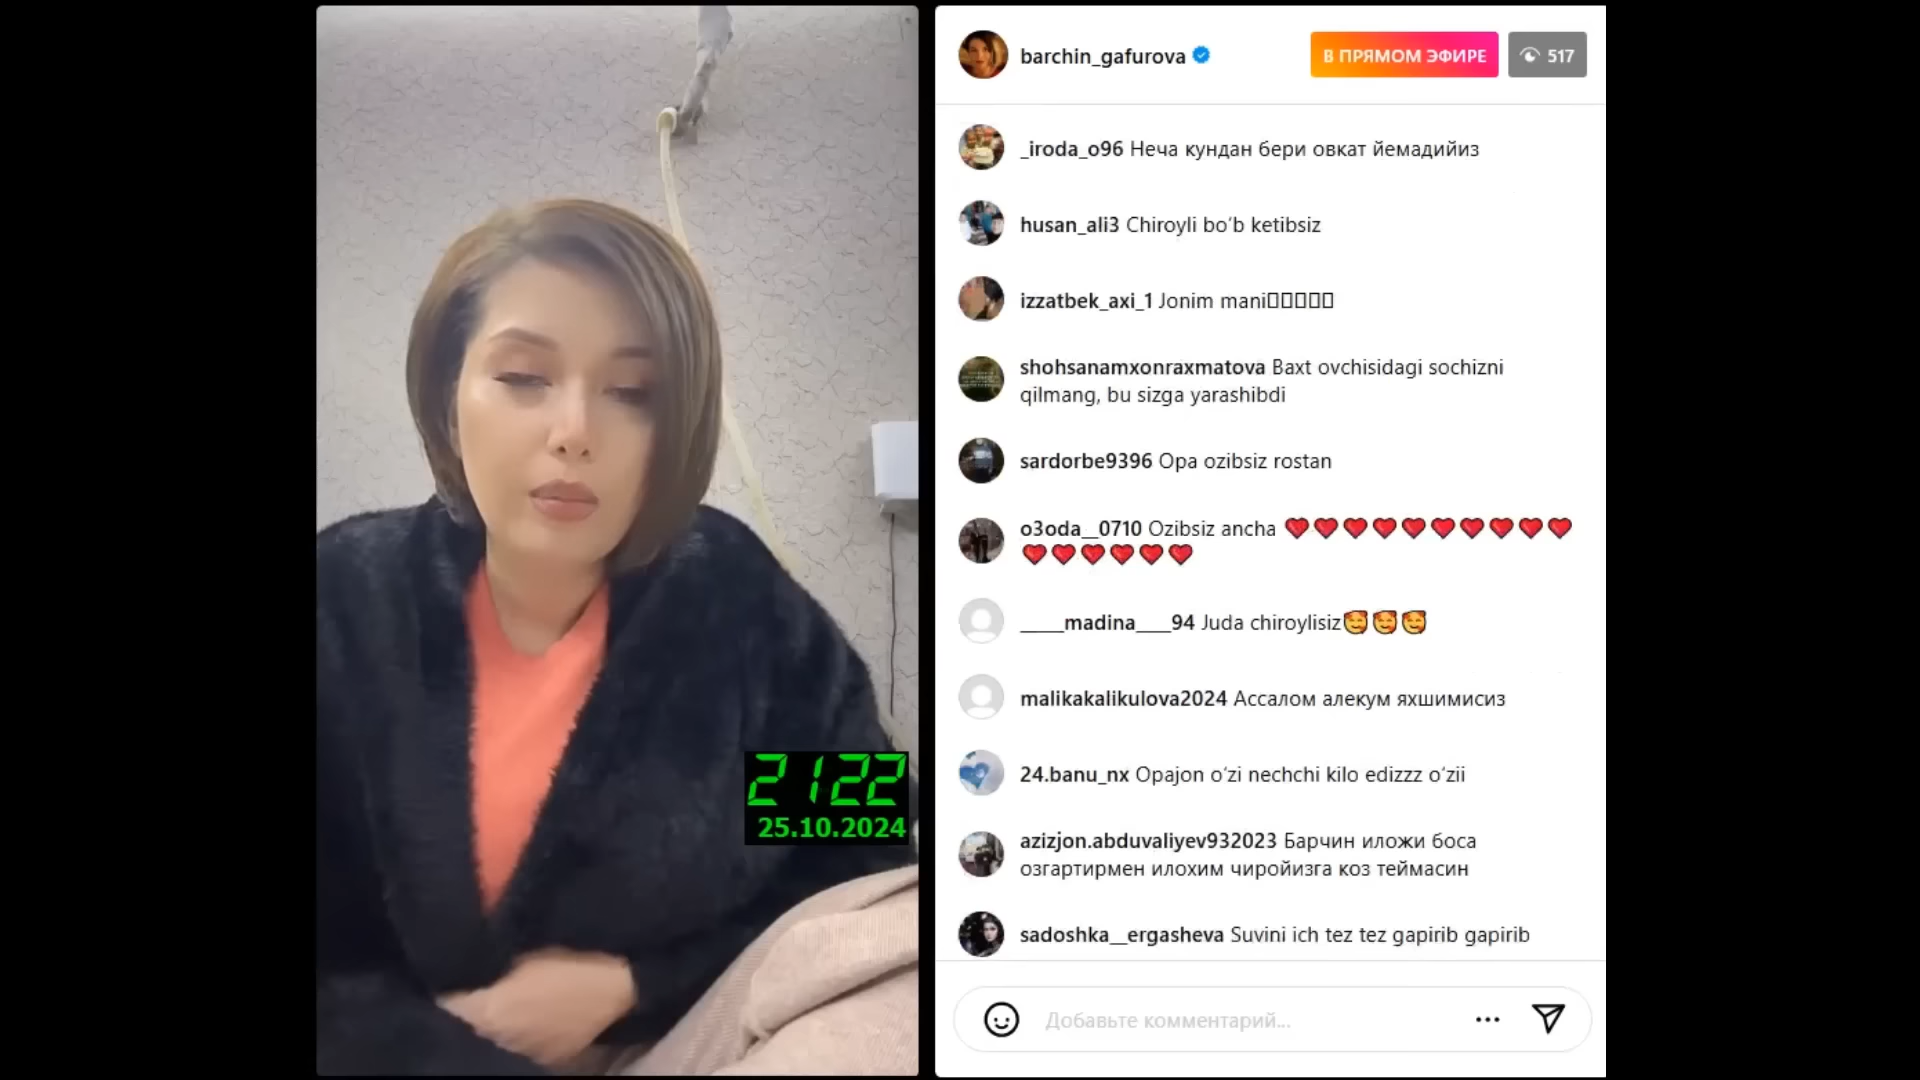 barchin_gafurova
В ПРЯМОМ ЭФИРЕ
517
_iroda_o96 Неча кундан бери овкат йемадийиз
husan_ali3 Chiroyli bo‘b ketibsiz
izzatbek_axi_1 Jonim mani
shohsanamxonraxmatova Baxt ovchisidagi sochizni
qilmang, bu sizga yarashibdi
sardorbe9396 Opa ozibsiz rostan
o3oda__0710 Ozibsiz ancha ❤❤❤❤❤❤❤❤❤❤
❤❤❤❤❤❤
_____madina____94 Juda chiroylisiz🥰🥰🥰
malikakalikulova2024 Ассалом алекум яхшимисиз
24.banu_nx Opajon o‘zi nechchi kilo edizzz o‘zii
azizjon.abduvaliyev932023 Барчин иложи боса
озгартирмен илохим чиройизга коз теймасин
sadoshka__ergasheva Suvini ich tez tez gapirib gapirib
Добавьте комментарий...
2122
25.10.2024